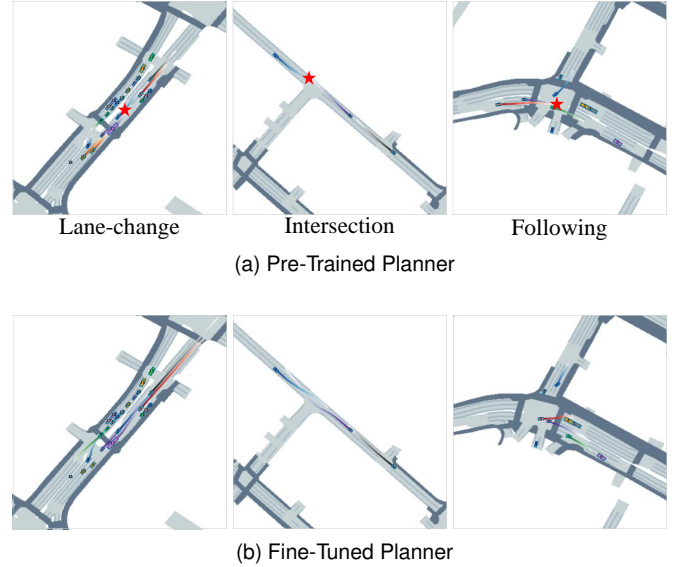 Lane-change Intersection Following
(a) Pre-Trained Planner
(b) Fine-Tuned Planner